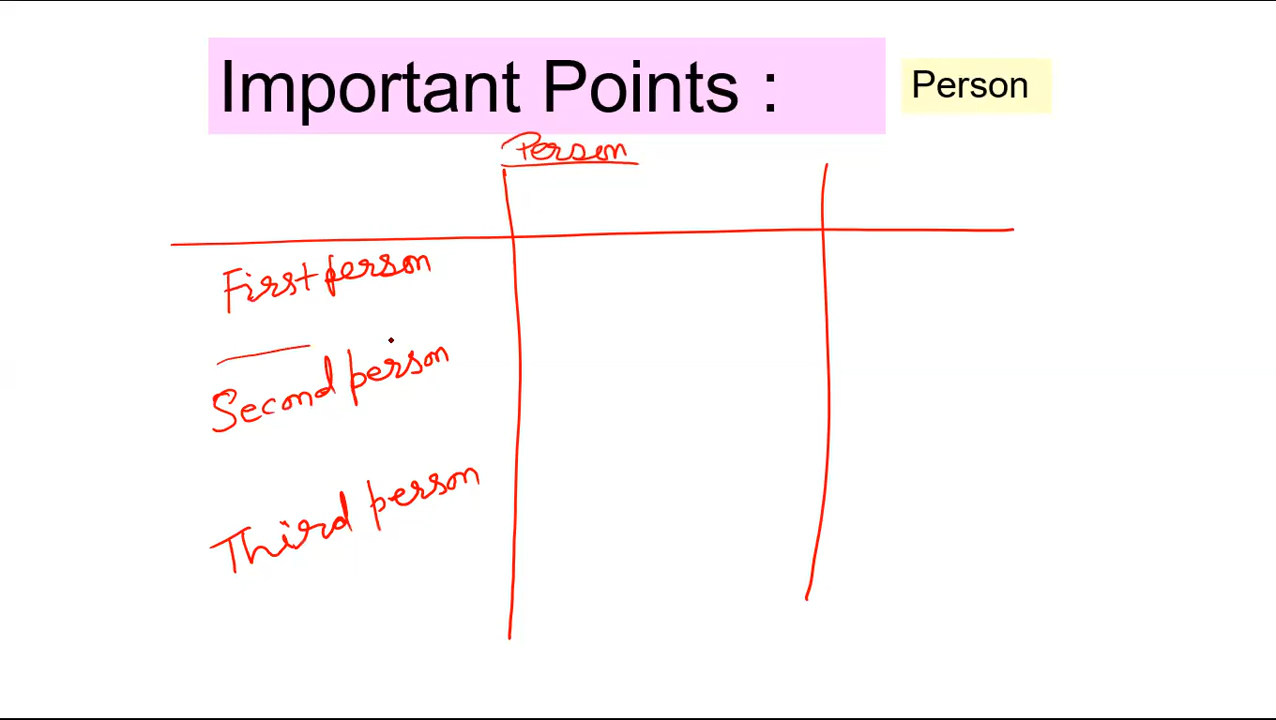 Important Points :
Person
Person
First person
Second person
Third person